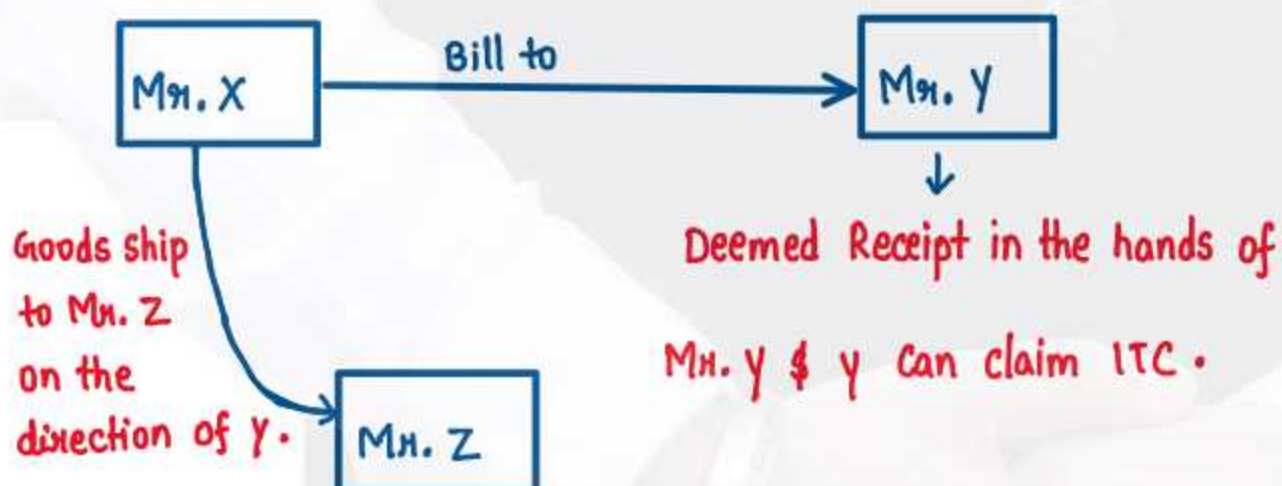 Mr. X
Bill to
Mr. Y
Goods ship
to Mr. Z
on the
direction of Y.
Deemed Receipt in the hands of
Mr. Y & Y can claim ITC.
Mr. Z